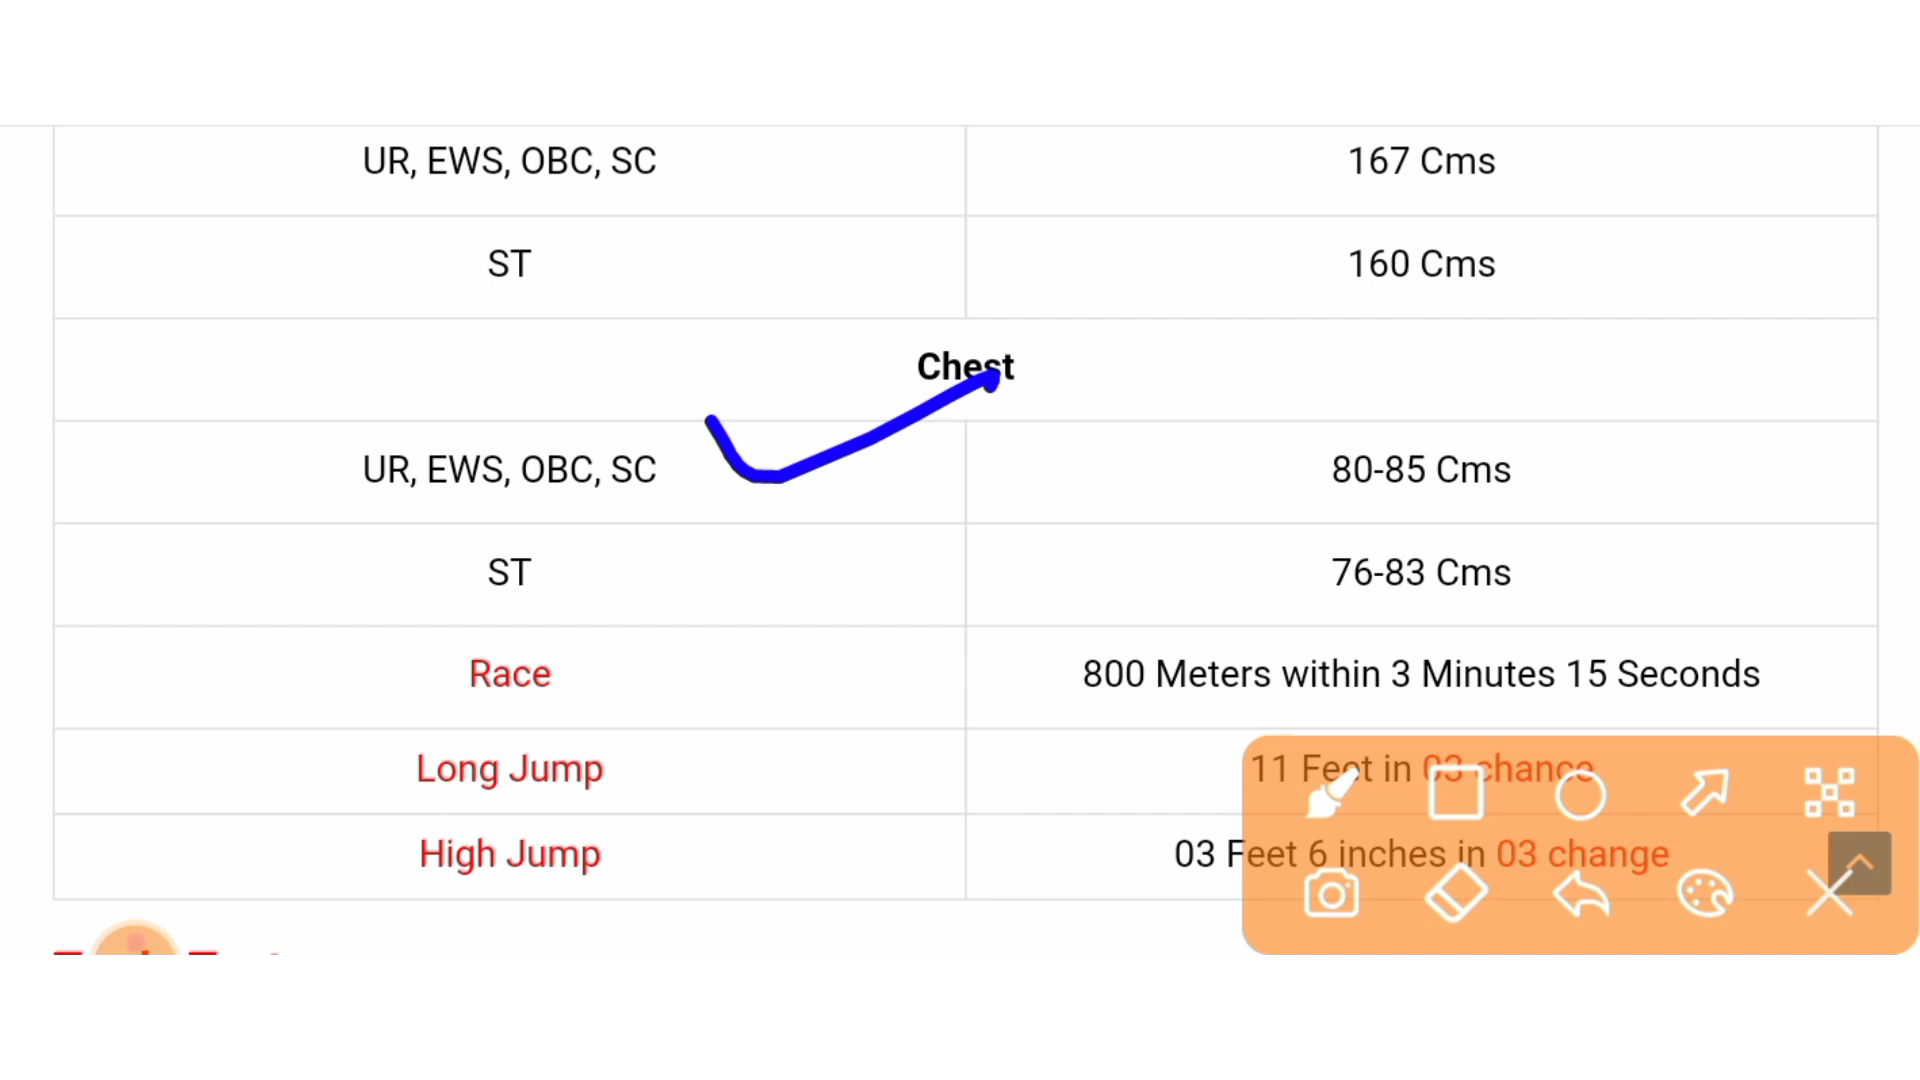 UR, EWS, OBC, SC 167 Cms
ST 160 Cms
Chest
UR, EWS, OBC, SC 80-85 Cms
ST 76-83 Cms
Race 800 Meters within 3 Minutes 15 Seconds
Long Jump 11 Feet in 03 chance
High Jump 03 Feet 6 inches in 03 change